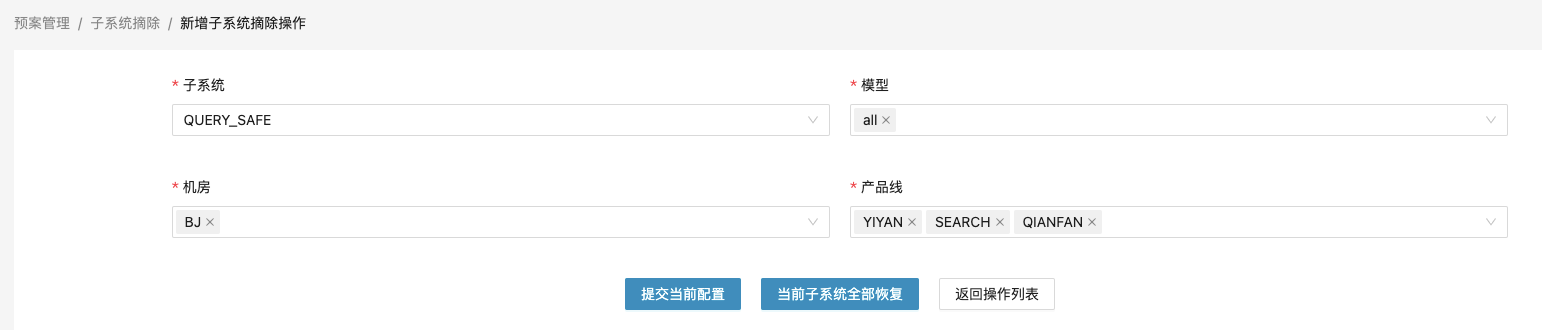 预案管理 / 子系统摘除 / 新增子系统摘除操作
* 子系统
* 模型
QUERY_SAFE
all ×
* 机房
* 产品线
BJ ×
YIYAN × SEARCH × QIANFAN ×
提交当前配置
当前子系统全部恢复
返回操作列表